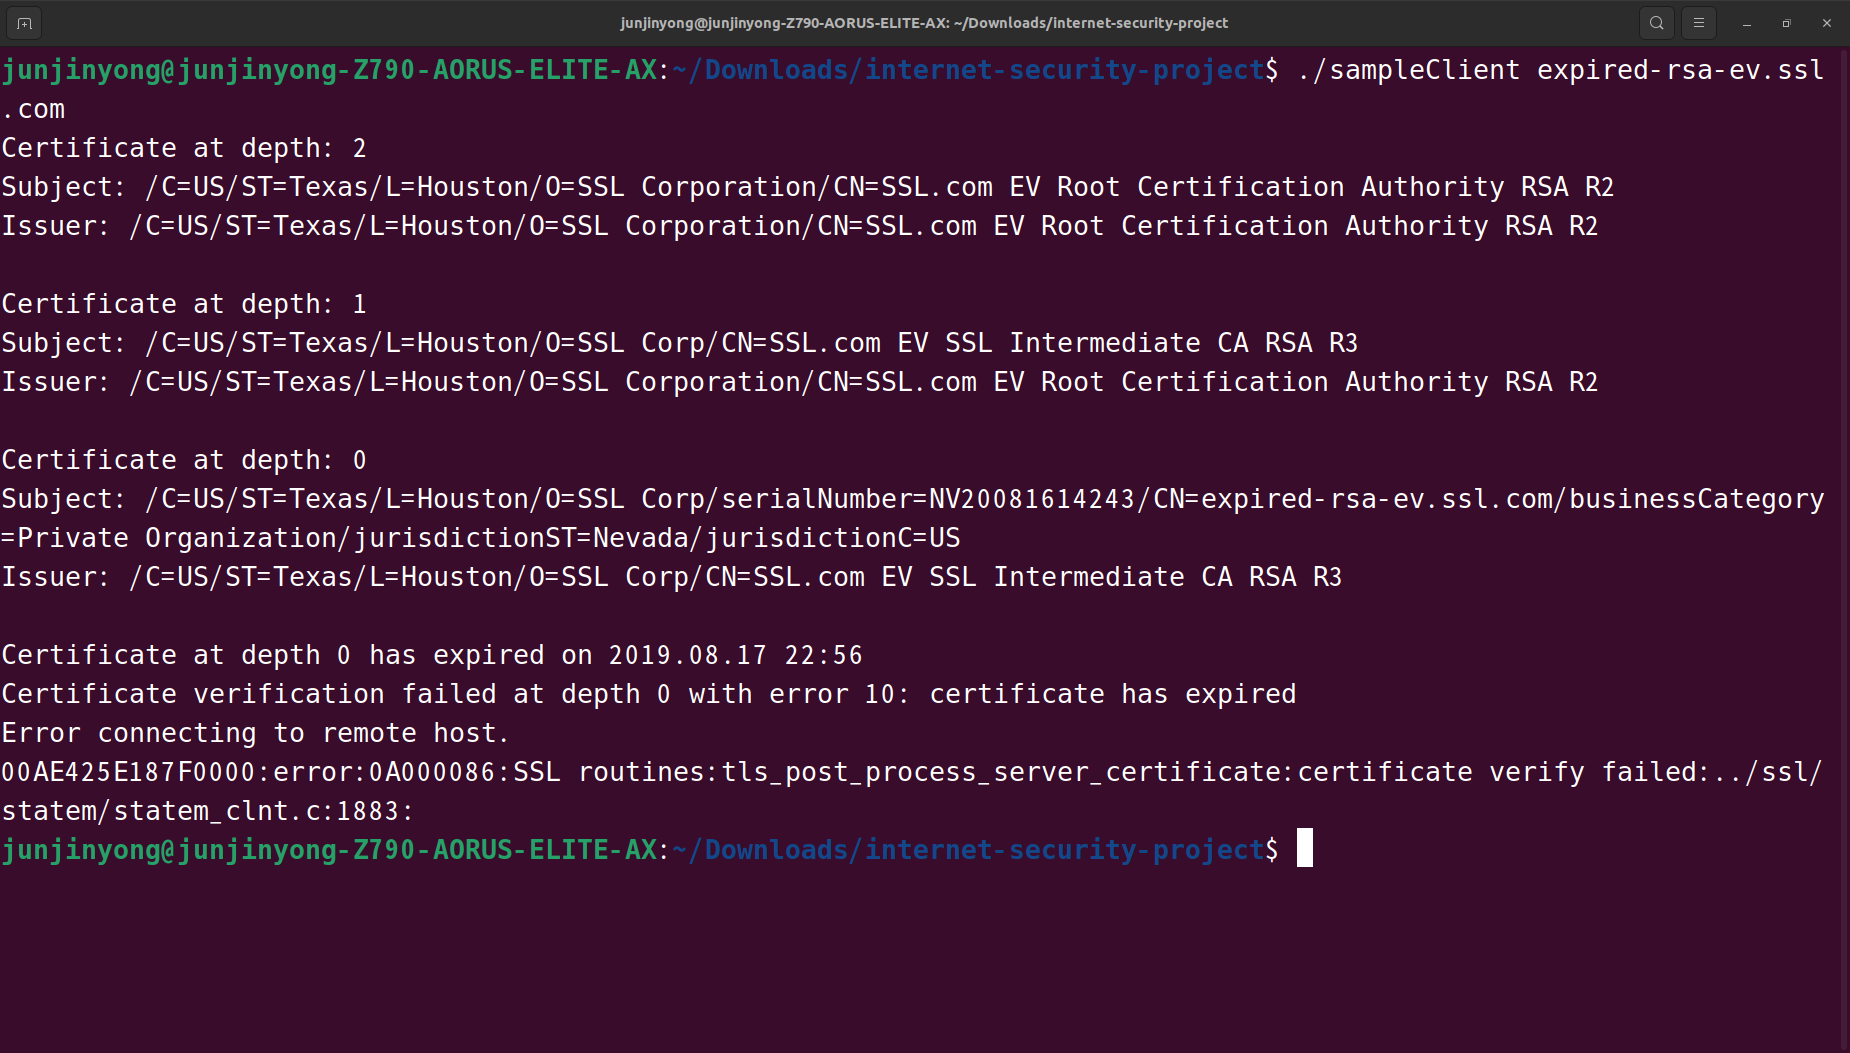 junjinyong@junjinyong-Z790-AORUS-ELITE-AX: ~/Downloads/internet-security-project
junjinyong@junjinyong-Z790-AORUS-ELITE-AX:~/Downloads/internet-security-project$ ./sampleClient expired-rsa-ev.ssl
.com
Certificate at depth: 2
Subject: /C=US/ST=Texas/L=Houston/O=SSL Corporation/CN=SSL.com EV Root Certification Authority RSA R2
Issuer: /C=US/ST=Texas/L=Houston/O=SSL Corporation/CN=SSL.com EV Root Certification Authority RSA R2
Certificate at depth: 1
Subject: /C=US/ST=Texas/L=Houston/O=SSL Corp/CN=SSL.com EV SSL Intermediate CA RSA R3
Issuer: /C=US/ST=Texas/L=Houston/O=SSL Corporation/CN=SSL.com EV Root Certification Authority RSA R2
Certificate at depth: 0
Subject: /C=US/ST=Texas/L=Houston/O=SSL Corp/serialNumber=NV20081614243/CN=expired-rsa-ev.ssl.com/businessCategory
=Private Organization/jurisdictionST=Nevada/jurisdictionC=US
Issuer: /C=US/ST=Texas/L=Houston/O=SSL Corp/CN=SSL.com EV SSL Intermediate CA RSA R3
Certificate at depth 0 has expired on 2019.08.17 22:56
Certificate verification failed at depth 0 with error 10: certificate has expired
Error connecting to remote host.
00AE425E187F0000:error:0A000086:SSL routines:tls_post_process_server_certificate:certificate verify failed:../ssl/
statem/statem_clnt.c:1883:
junjinyong@junjinyong-Z790-AORUS-ELITE-AX:~/Downloads/internet-security-project$